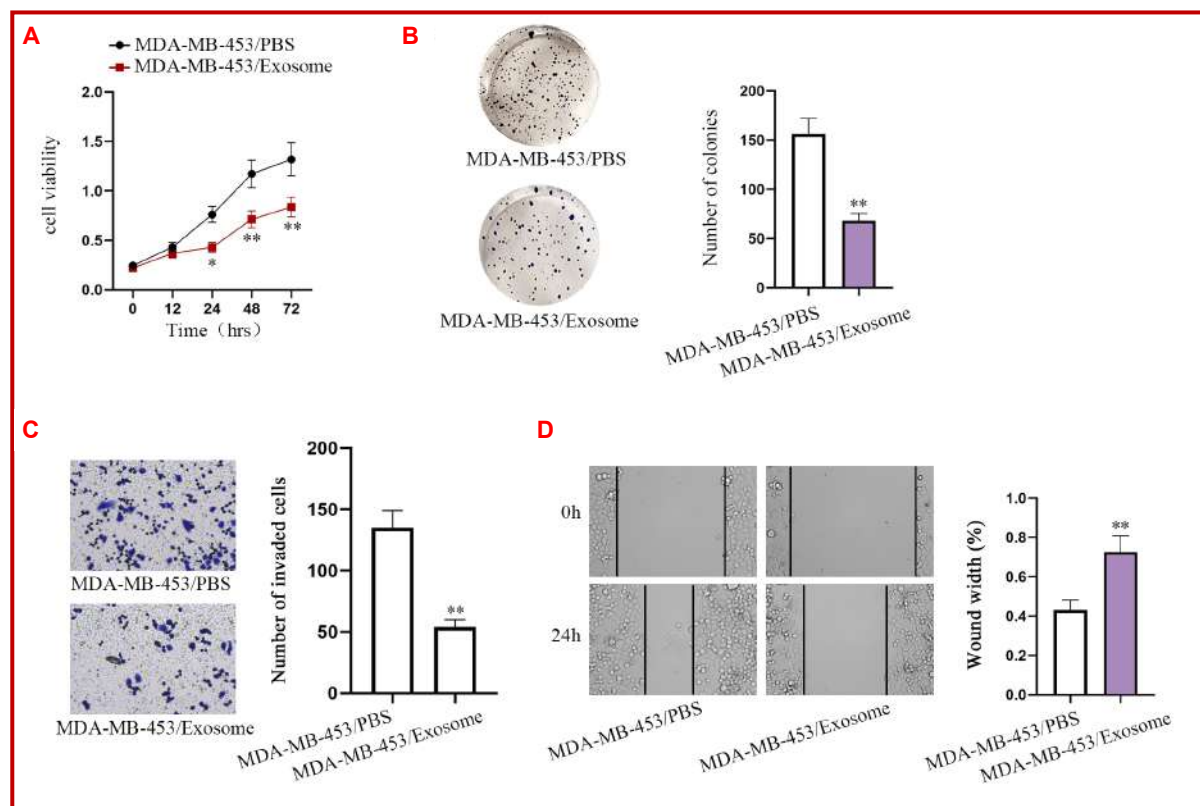 A
MDA-MB-453/PBS
MDA-MB-453/Exosome
2.0
1.5
1.0
0.5
0.0
cell viability
*
**
**
0 12 24 48 72
Time（hrs）
B
MDA-MB-453/PBS
MDA-MB-453/Exosome
200
150
100
50
0
Number of colonies
**
MDA-MB-453/PBS
MDA-MB-453/Exosome
C
MDA-MB-453/PBS
MDA-MB-453/Exosome
200
150
100
50
0
Number of invaded cells
**
MDA-MB-453/PBS
MDA-MB-453/Exosome
D
0h
24h
MDA-MB-453/PBS
MDA-MB-453/Exosome
1.0
0.8
0.6
0.4
0.2
0.0
Wound width (%)
**
MDA-MB-453/PBS
MDA-MB-453/Exosome